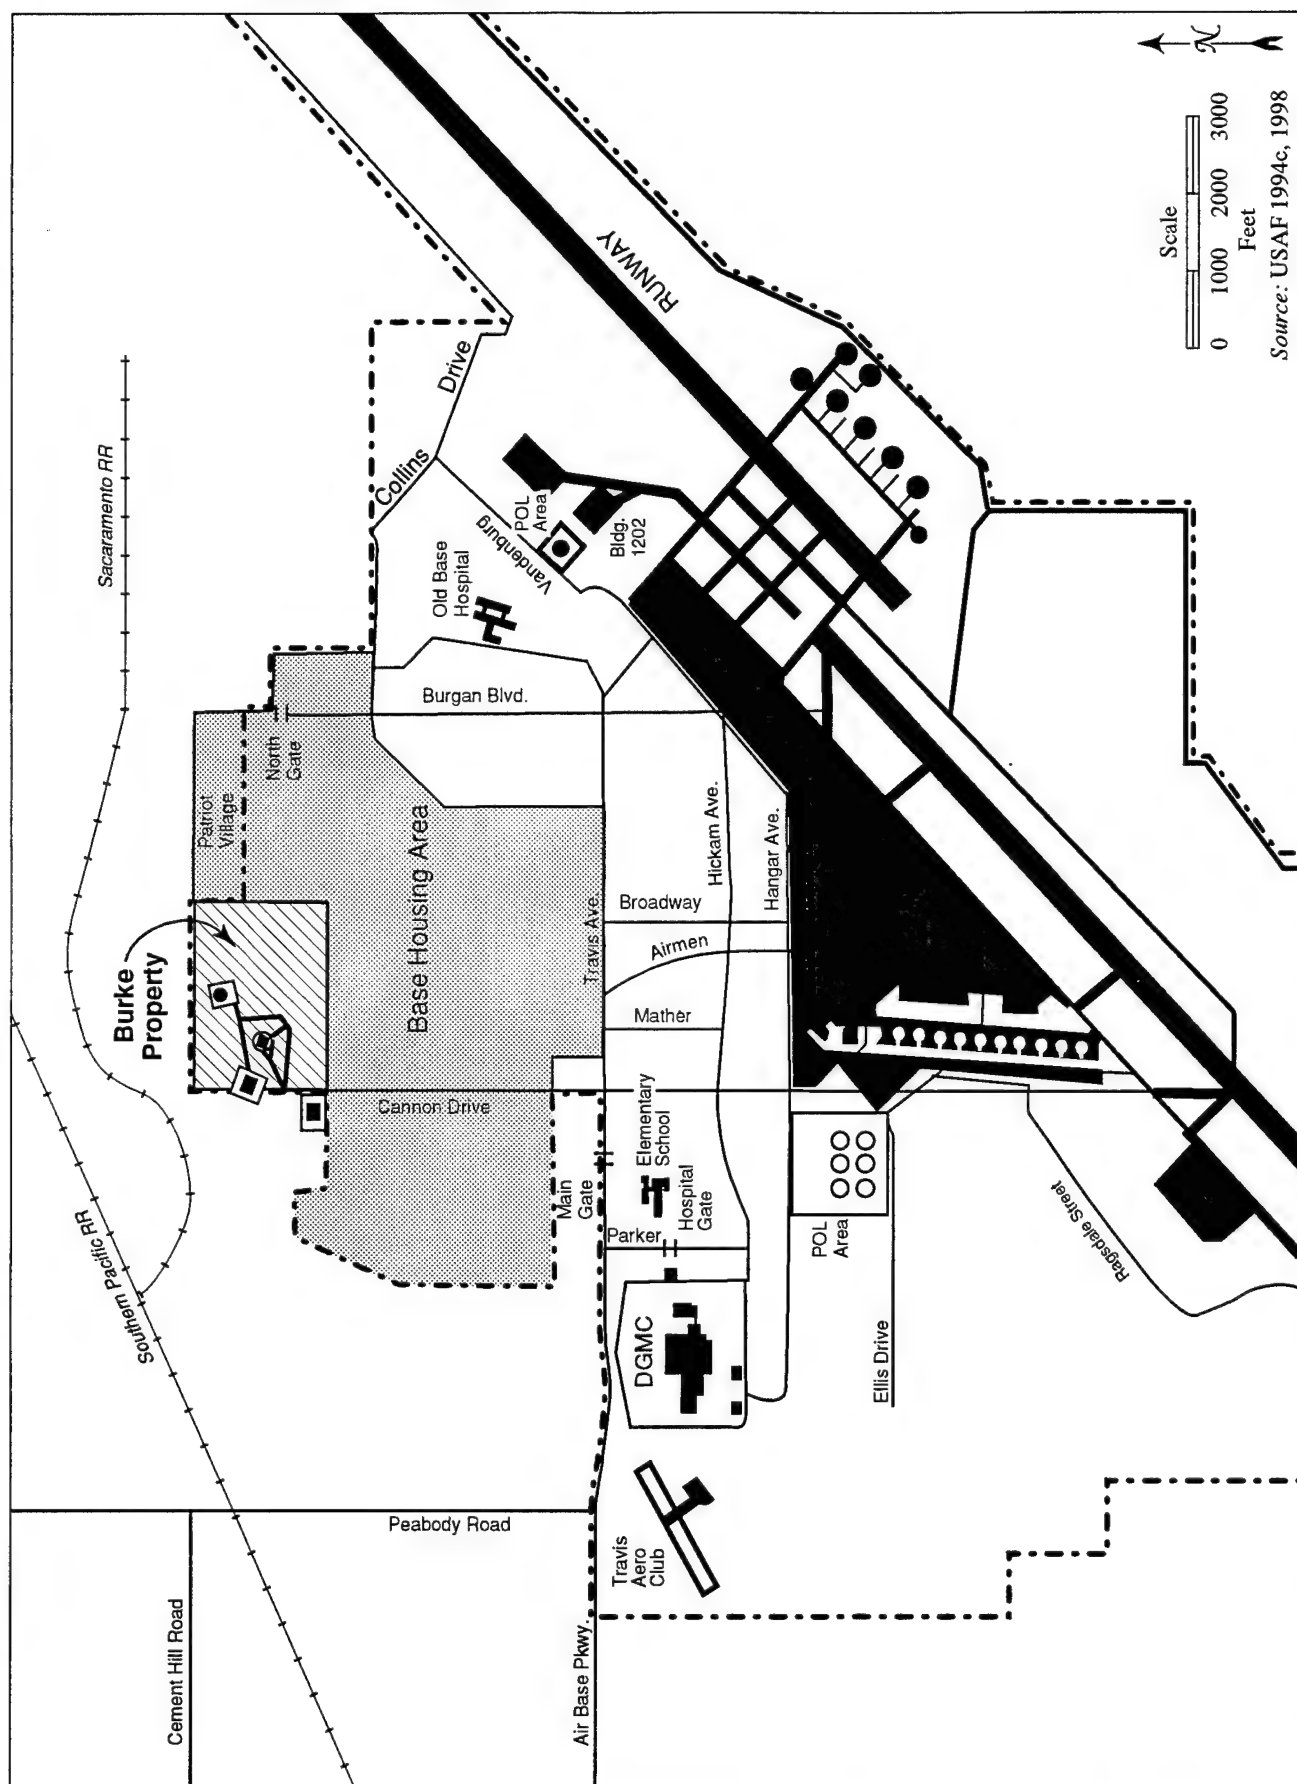 Cement Hill Road
Southern Pacific RR
Sacaramento RR
Burke
Property
Patriot
Village
North
Gate
Peabody Road
Cannon Drive
Base Housing Area
Burgan Blvd.
Collins
Drive
Old Base
Hospital
Vandenburg
POL
Area
Bldg.
1202
Air Base Pkwy.
Main
Gate
Travis Ave.
Travis
Aero
Club
DGMC
Parker
Hospital
Gate
Elementary
School
Mather
Airmen
Broadway
Hickam Ave.
Hangar Ave.
RUNWAY
Ellis Drive
POL
Area
Ragsdale Street
N
Scale
0 1000 2000 3000
Feet
Source: USAF 1994c, 1998